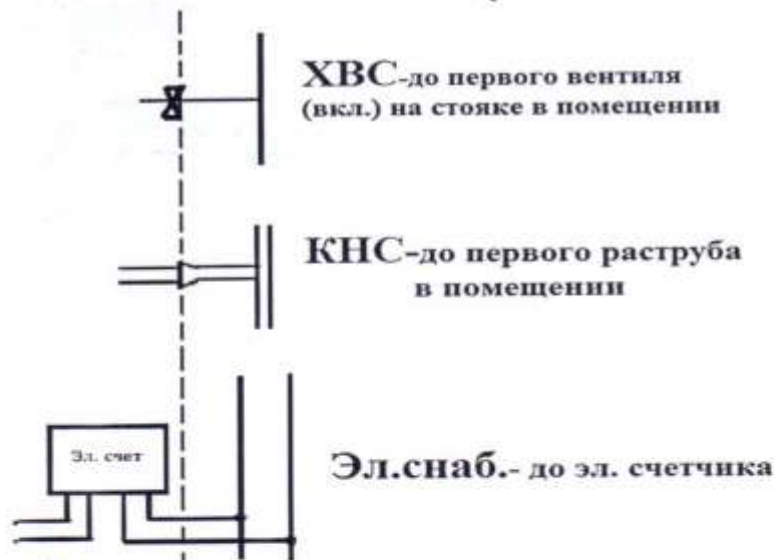 ХВС-до первого вентиля
(вкл.) на стояке в помещении
КНС-до первого раструба
в помещении
Эл. счет
Эл.снаб.- до эл. счетчика